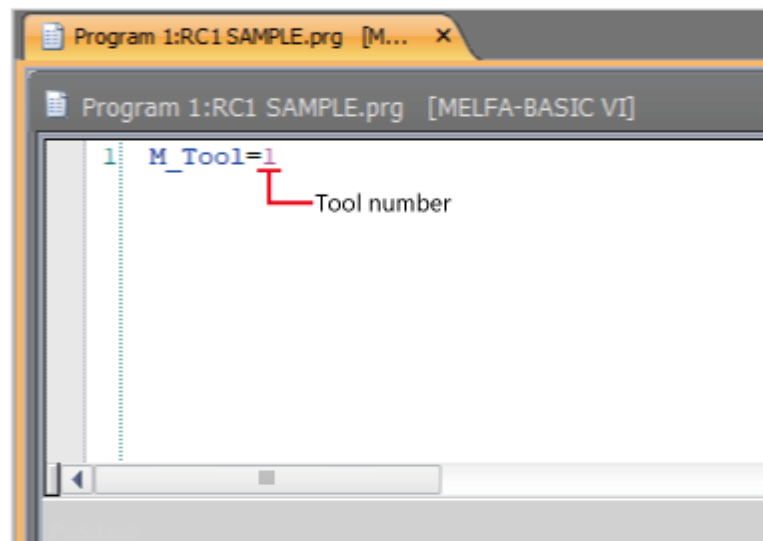 Program 1:RC1 SAMPLE.prg [M... ×
Program 1:RC1 SAMPLE.prg [MELFA-BASIC VI]
1 M_Tool=1
Tool number